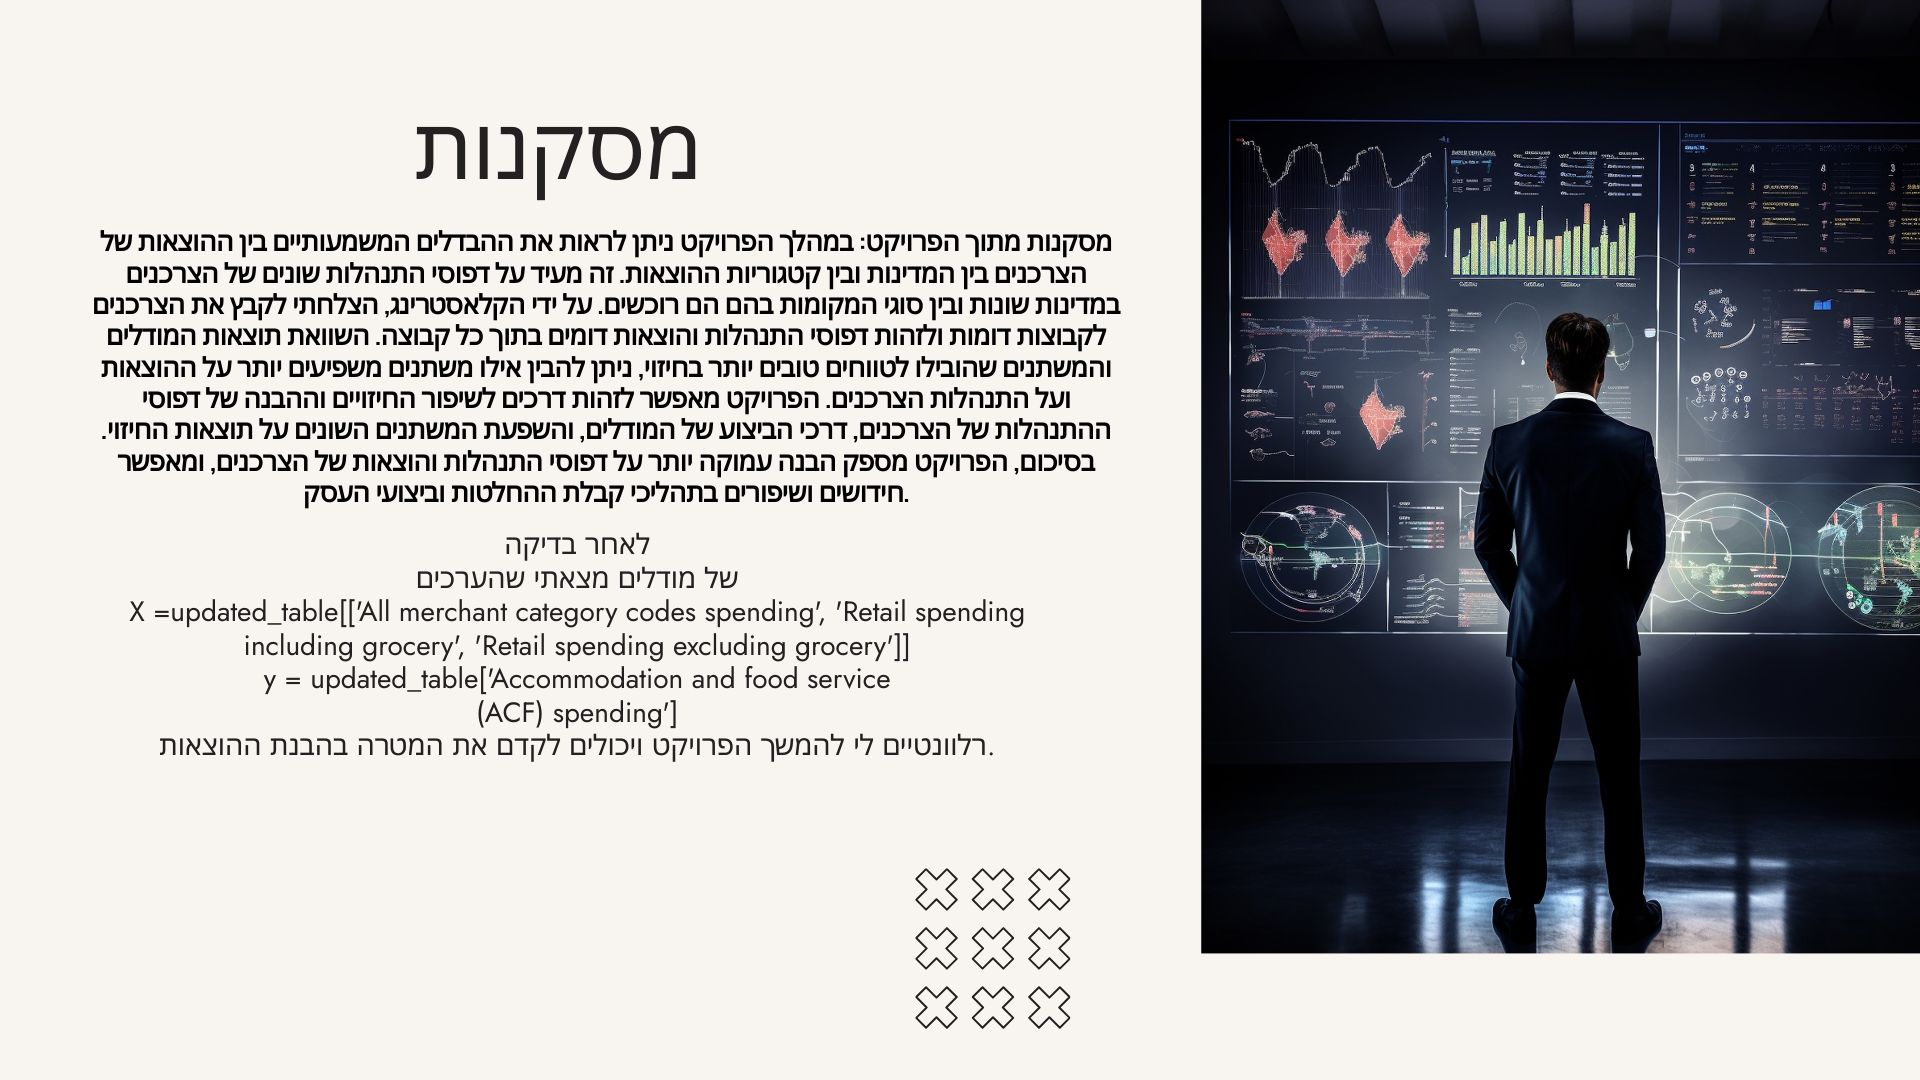 מסקנות
מסקנות מתוך הפרויקט: במהלך הפרויקט ניתן לראות את ההבדלים המשמעותיים בין ההוצאות של
הצרכנים בין המדינות ובין קטגוריות ההוצאות. זה מעיד על דפוסי התנהלות שונים של הצרכנים
במדינות שונות ובין סוגי המקומות בהם הם רוכשים. על ידי הקלאסטרינג, הצלחתי לקבץ את הצרכנים
לקבוצות דומות ולזהות דפוסי התנהלות והוצאות דומים בתוך כל קבוצה. השוואת תוצאות המודלים
והמשתנים שהובילו לטווחים טובים יותר בחיזוי, ניתן להבין אילו משתנים משפיעים יותר על ההוצאות
ועל התנהלות הצרכנים. הפרויקט מאפשר לזהות דרכים לשיפור החיזויים וההבנה של דפוסי
ההתנהלות של הצרכנים, דרכי הביצוע של המודלים, והשפעת המשתנים השונים על תוצאות החיזוי.
בסיכום, הפרויקט מספק הבנה עמוקה יותר על דפוסי התנהלות והוצאות של הצרכנים, ומאפשר
חידושים ושיפורים בתהליכי קבלת ההחלטות וביצועי העסק.
לאחר בדיקה
של מודלים מצאתי שהערכים
X =updated_table[['All merchant category codes spending', 'Retail spending
including grocery', 'Retail spending excluding grocery']]
y = updated_table['Accommodation and food service
(ACF) spending']
רלוונטיים לי להמשך הפרויקט ויכולים לקדם את המטרה בהבנת ההוצאות.